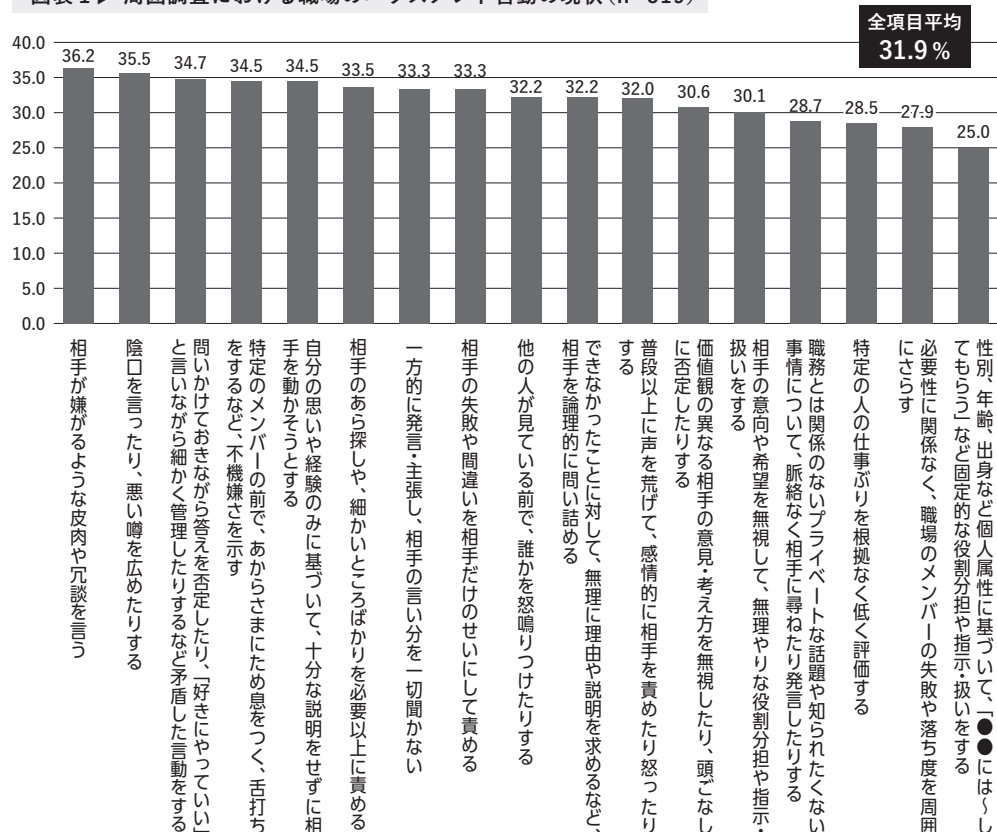 図表1▷ 周囲調査における職場のハラスメント言動の現状
全項目平均
31.9%
40.0
35.0
30.0
25.0
20.0
15.0
10.0
5.0
0.0
36.2
35.5
34.7
34.5
34.5
33.5
33.3
33.3
32.2
32.2
32.0
30.6
30.1
28.7
28.5
27.9
25.0
相手が嫌がるような皮肉や冗談を言う
陰口を言ったり、悪い噂を広めたりする
問いかけておきながら答えを否定したり、「好きにやっていい」
と言いながら細かく管理したりするなど矛盾した言動をする
特定のメンバーの前で、あからさまにため息をつく、舌打ち
をするなど、不機嫌さを示す
自分の思いや経験のみに基づいて、十分な説明をせずに相
手を動かそうとする
相手のあら探しや、細かいところばかりを必要以上に責める
一方的に発言・主張し、相手の言い分を一切聞かない
相手の失敗や間違いを相手だけのせいにして責める
他の人が見ている前で、誰かを怒鳴りつけたりする
できなかったことに対して、無理に理由や説明を求めるなど、
相手を論理的に問い詰める
普段以上に声を荒げて、感情的に相手を責めたり怒ったり
する
価値観の異なる相手の意見・考え方を無視したり、頭ごなし
に否定したりする
相手の意向や希望を無視して、無理やりな役割分担や指示・
扱いをする
職務とは関係のないプライベートな話題や知られたくない
事情について、脈絡なく相手に尋ねたり発言したりする
特定の人の仕事ぶりを根拠なく低く評価する
必要性に関係なく、職場のメンバーの失敗や落ち度を周囲
にさらす
性別、年齢、出身など個人属性に基づいて、「●●には～し
てもらう」など固定的な役割分担や指示・扱いをする